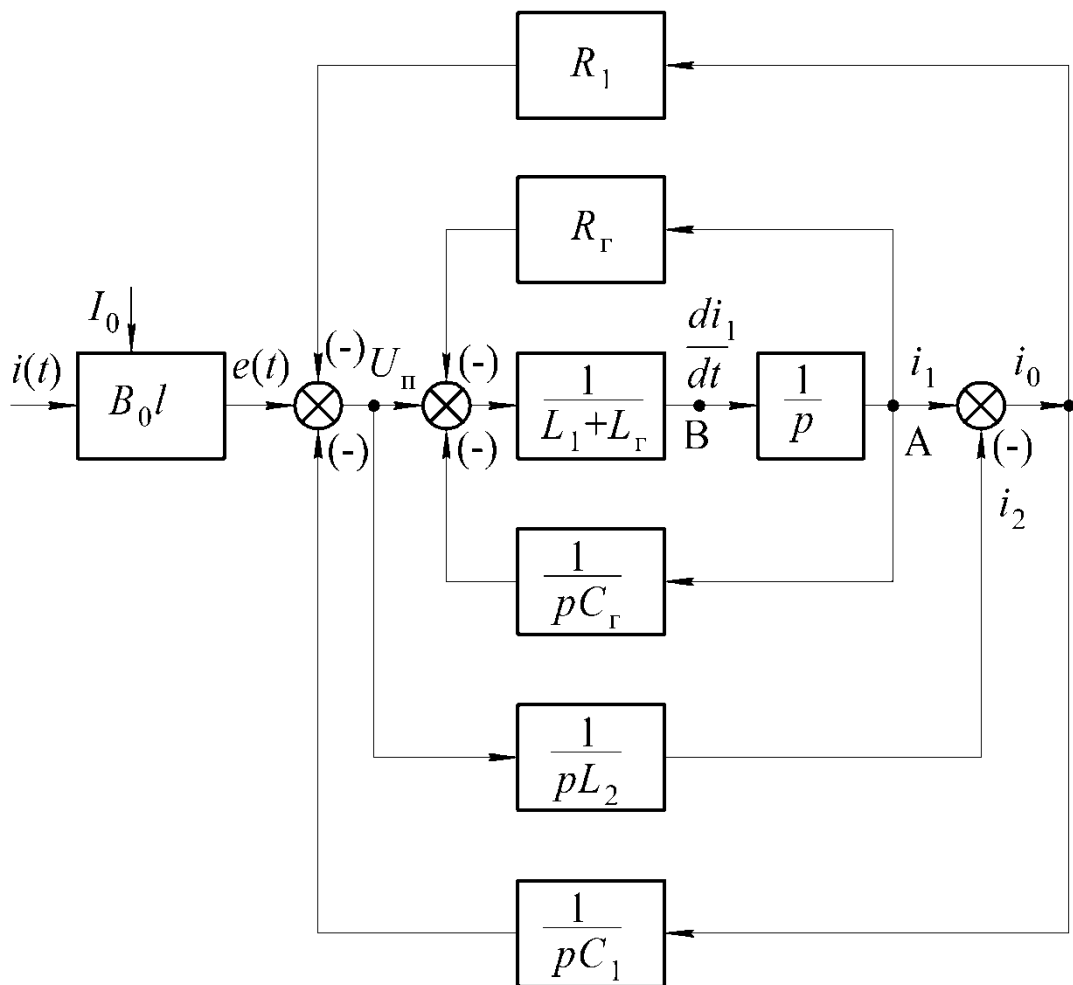 R₁
R_г
I₀
i(t)
B₀l
e(t)
(-)
(-)
U_п
(-)
(-)
1
L₁+L_г
di₁
dt
B
1
p
i₁
A
(-)
i₀
i₂
1
pC_г
1
pL₂
1
pC₁